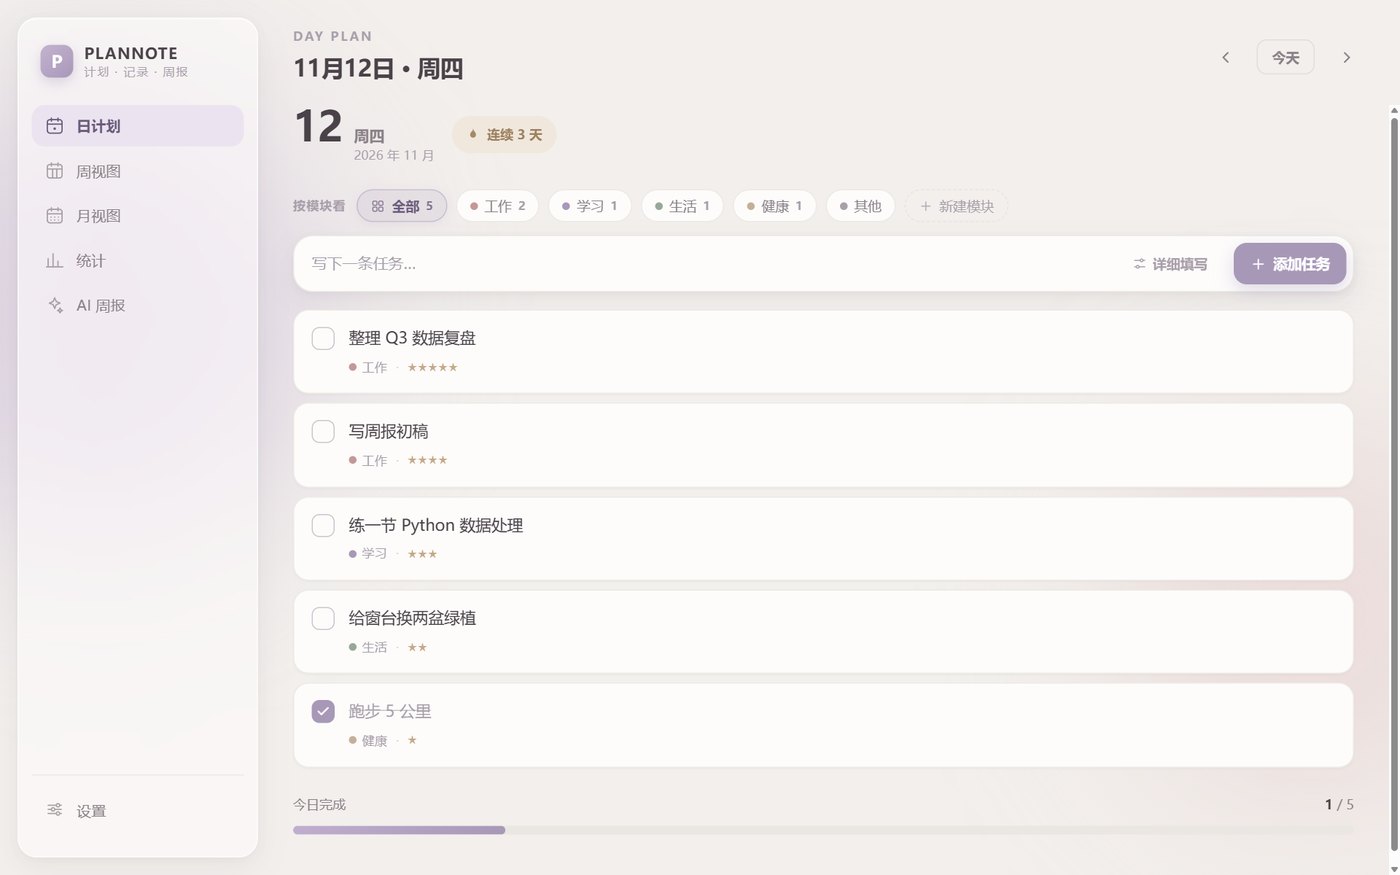 PLANNOTE
计划 · 记录 · 周报
日计划
周视图
月视图
统计
AI 周报
设置
DAY PLAN
11月12日 • 周四
今天
12 周四
2026 年 11 月
连续 3 天
按模块看 全部 5 工作 2 学习 1 生活 1 健康 1 其他 + 新建模块
写下一条任务... 详细填写 + 添加任务
整理 Q3 数据复盘
工作 · ★★★★★
写周报初稿
工作 · ★★★★
练一节 Python 数据处理
学习 · ★★★
给窗台换两盆绿植
生活 · ★★
跑步 5 公里
健康 · ★
今日完成 1 / 5